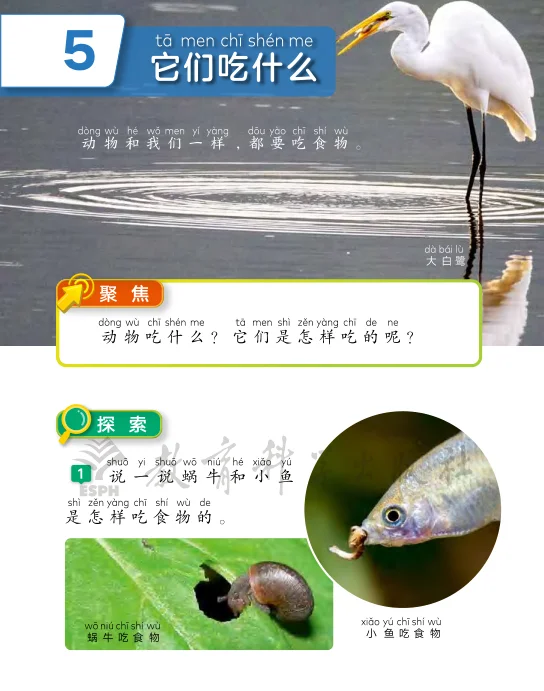 5
tā men chī shén me
它们吃什么
dòng wù hé wǒ men yí yàng dōu yào chī shí wù
动物和我们一样，都要吃食物。
dà bái lù
大白鹭
聚焦
dòng wù chī shén me tā men shì zěn yàng chī de ne
动物吃什么？它们是怎样吃的呢？
探索
shuō yi shuō wō niú hé xiǎo yú
1 说一说蜗牛和小鱼
shì zěn yàng chī shí wù de
是怎样吃食物的。
ESPH 教育科
wō niú chī shí wù
蜗牛吃食物
xiǎo yú chī shí wù
小鱼吃食物